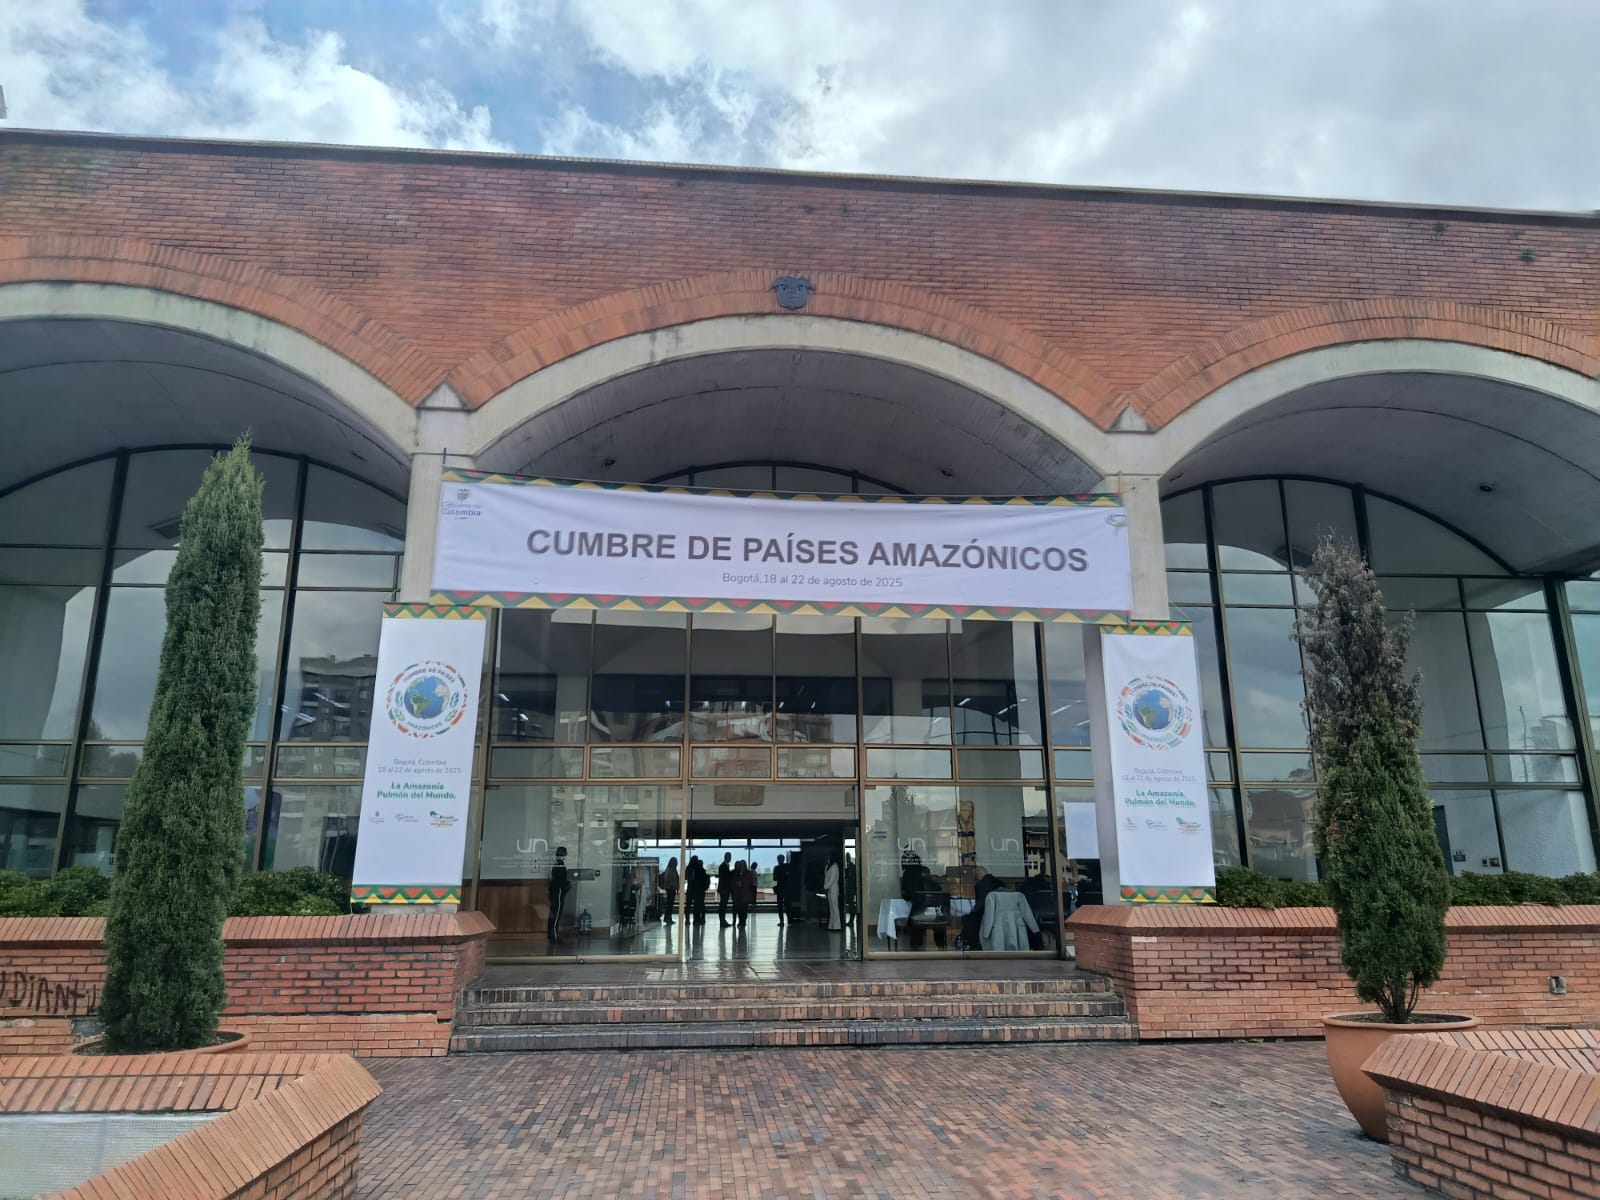 Colombia
CUMBRE DE PAÍSES AMAZÓNICOS
Bogotá, 18 al 22 de agosto de 2025
CUMBRE DE PAÍSES
AMAZÓNICOS
Bogotá, Colombia
18 al 22 de agosto de 2025
La Amazonía
Pulmón del Mundo.
CUMBRE DE PAÍSES
AMAZÓNICOS
Bogotá, Colombia
18 al 22 de agosto de 2025
La Amazonía
Pulmón del Mundo.
un
un
un
un